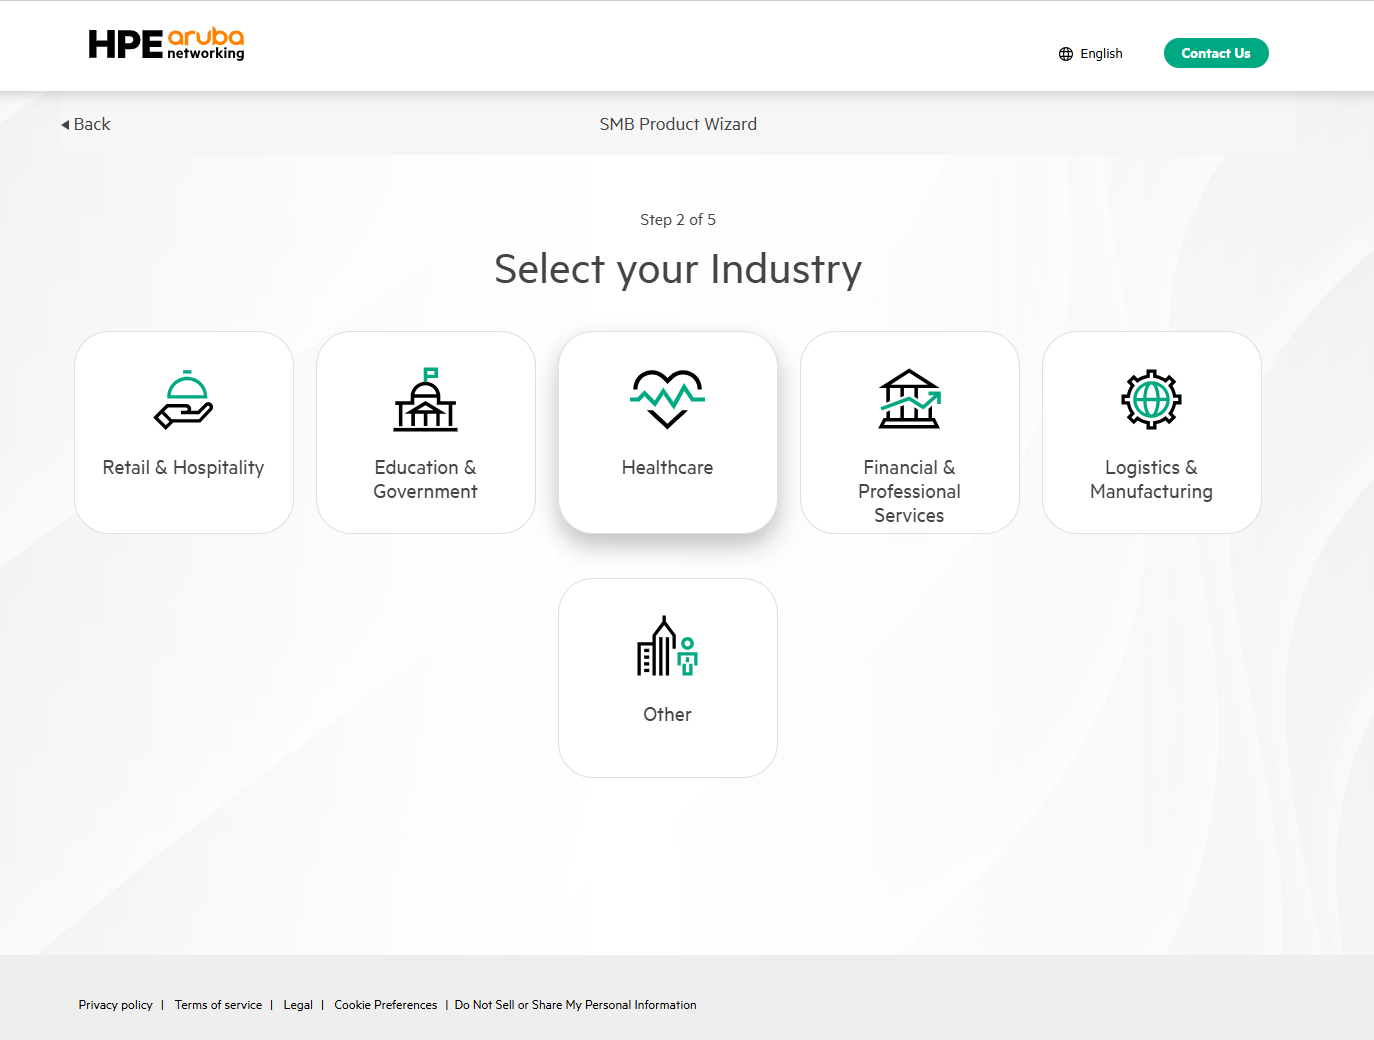 HPE aruba
networking
English
Contact Us
Back
SMB Product Wizard
Step 2 of 5
Select your Industry
Retail & Hospitality
Education &
Government
Healthcare
Financial &
Professional
Services
Logistics &
Manufacturing
Other
Privacy policy | Terms of service | Legal | Cookie Preferences | Do Not Sell or Share My Personal Information